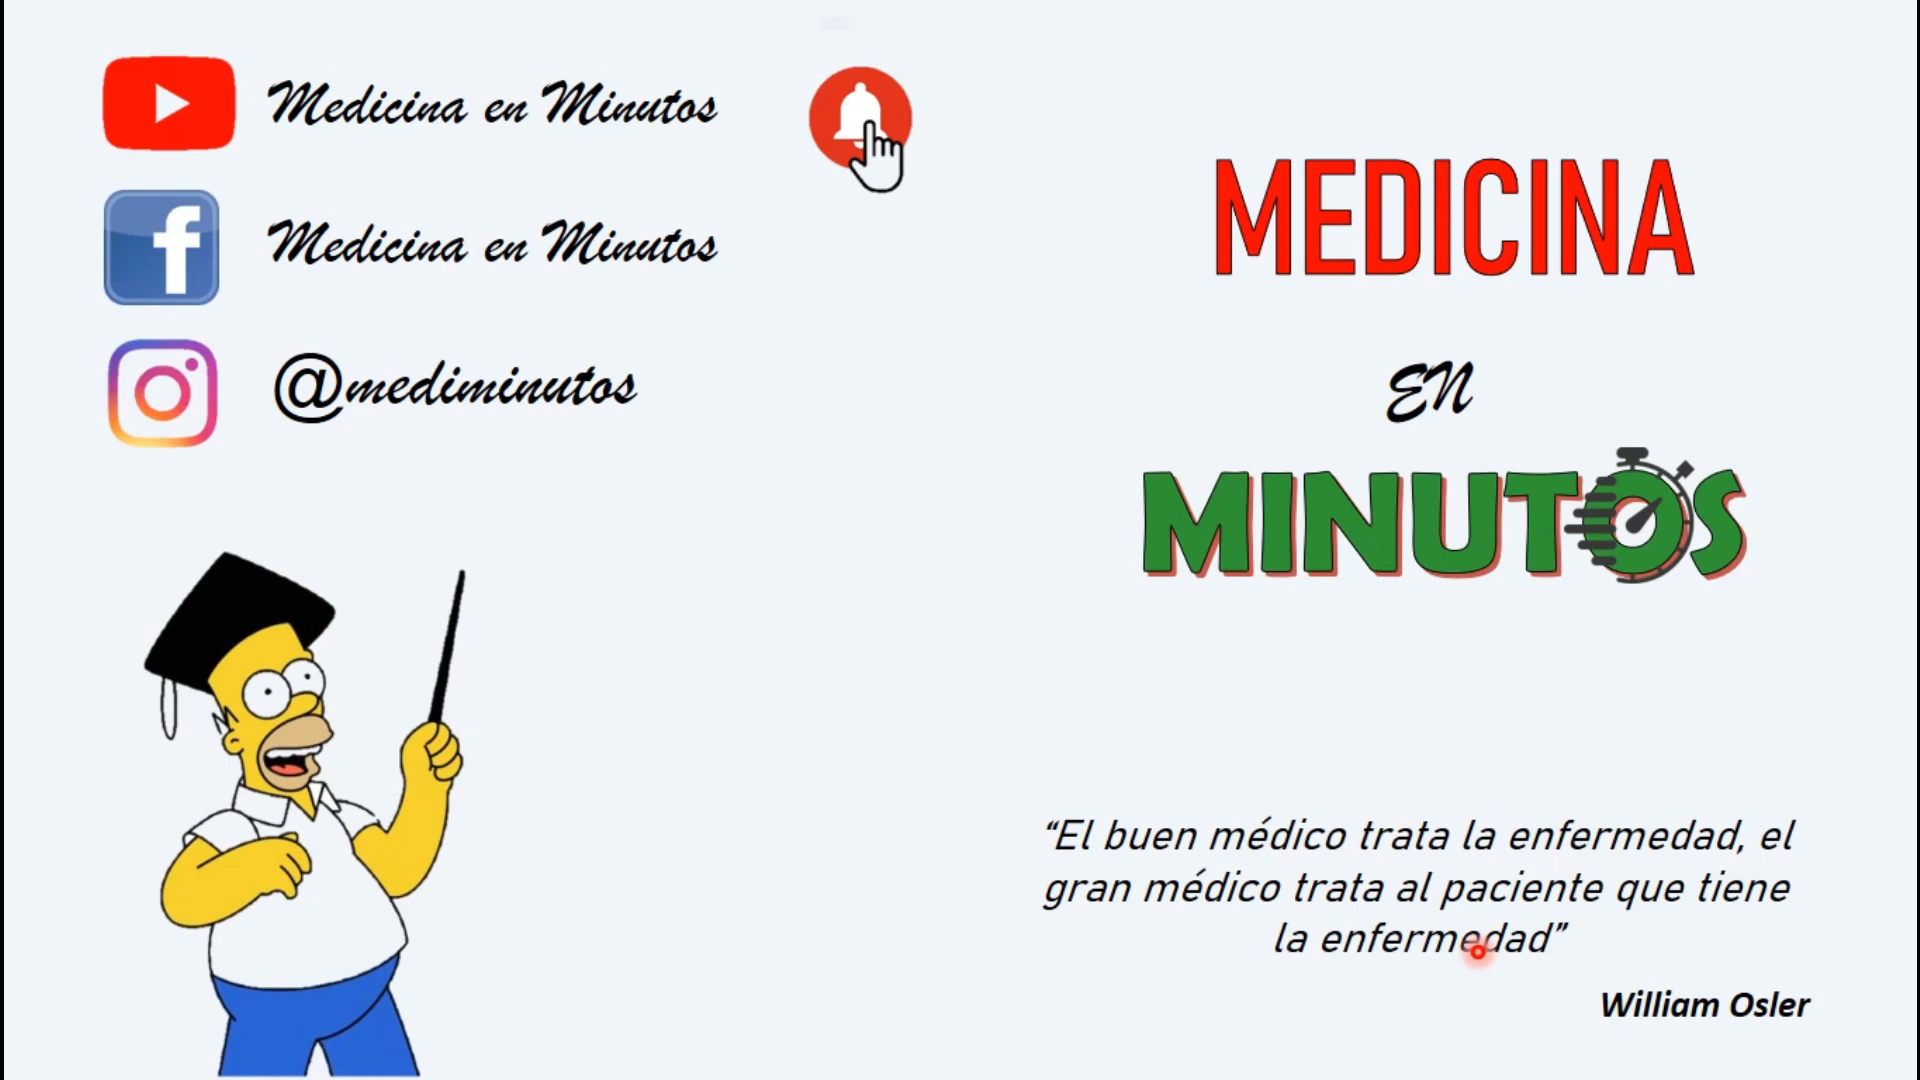 Medicina en Minutos
Medicina en Minutos
@mediminutos
MEDICINA
EN
MINUTOS
“El buen médico trata la enfermedad, el
gran médico trata al paciente que tiene
la enfermedad”
William Osler